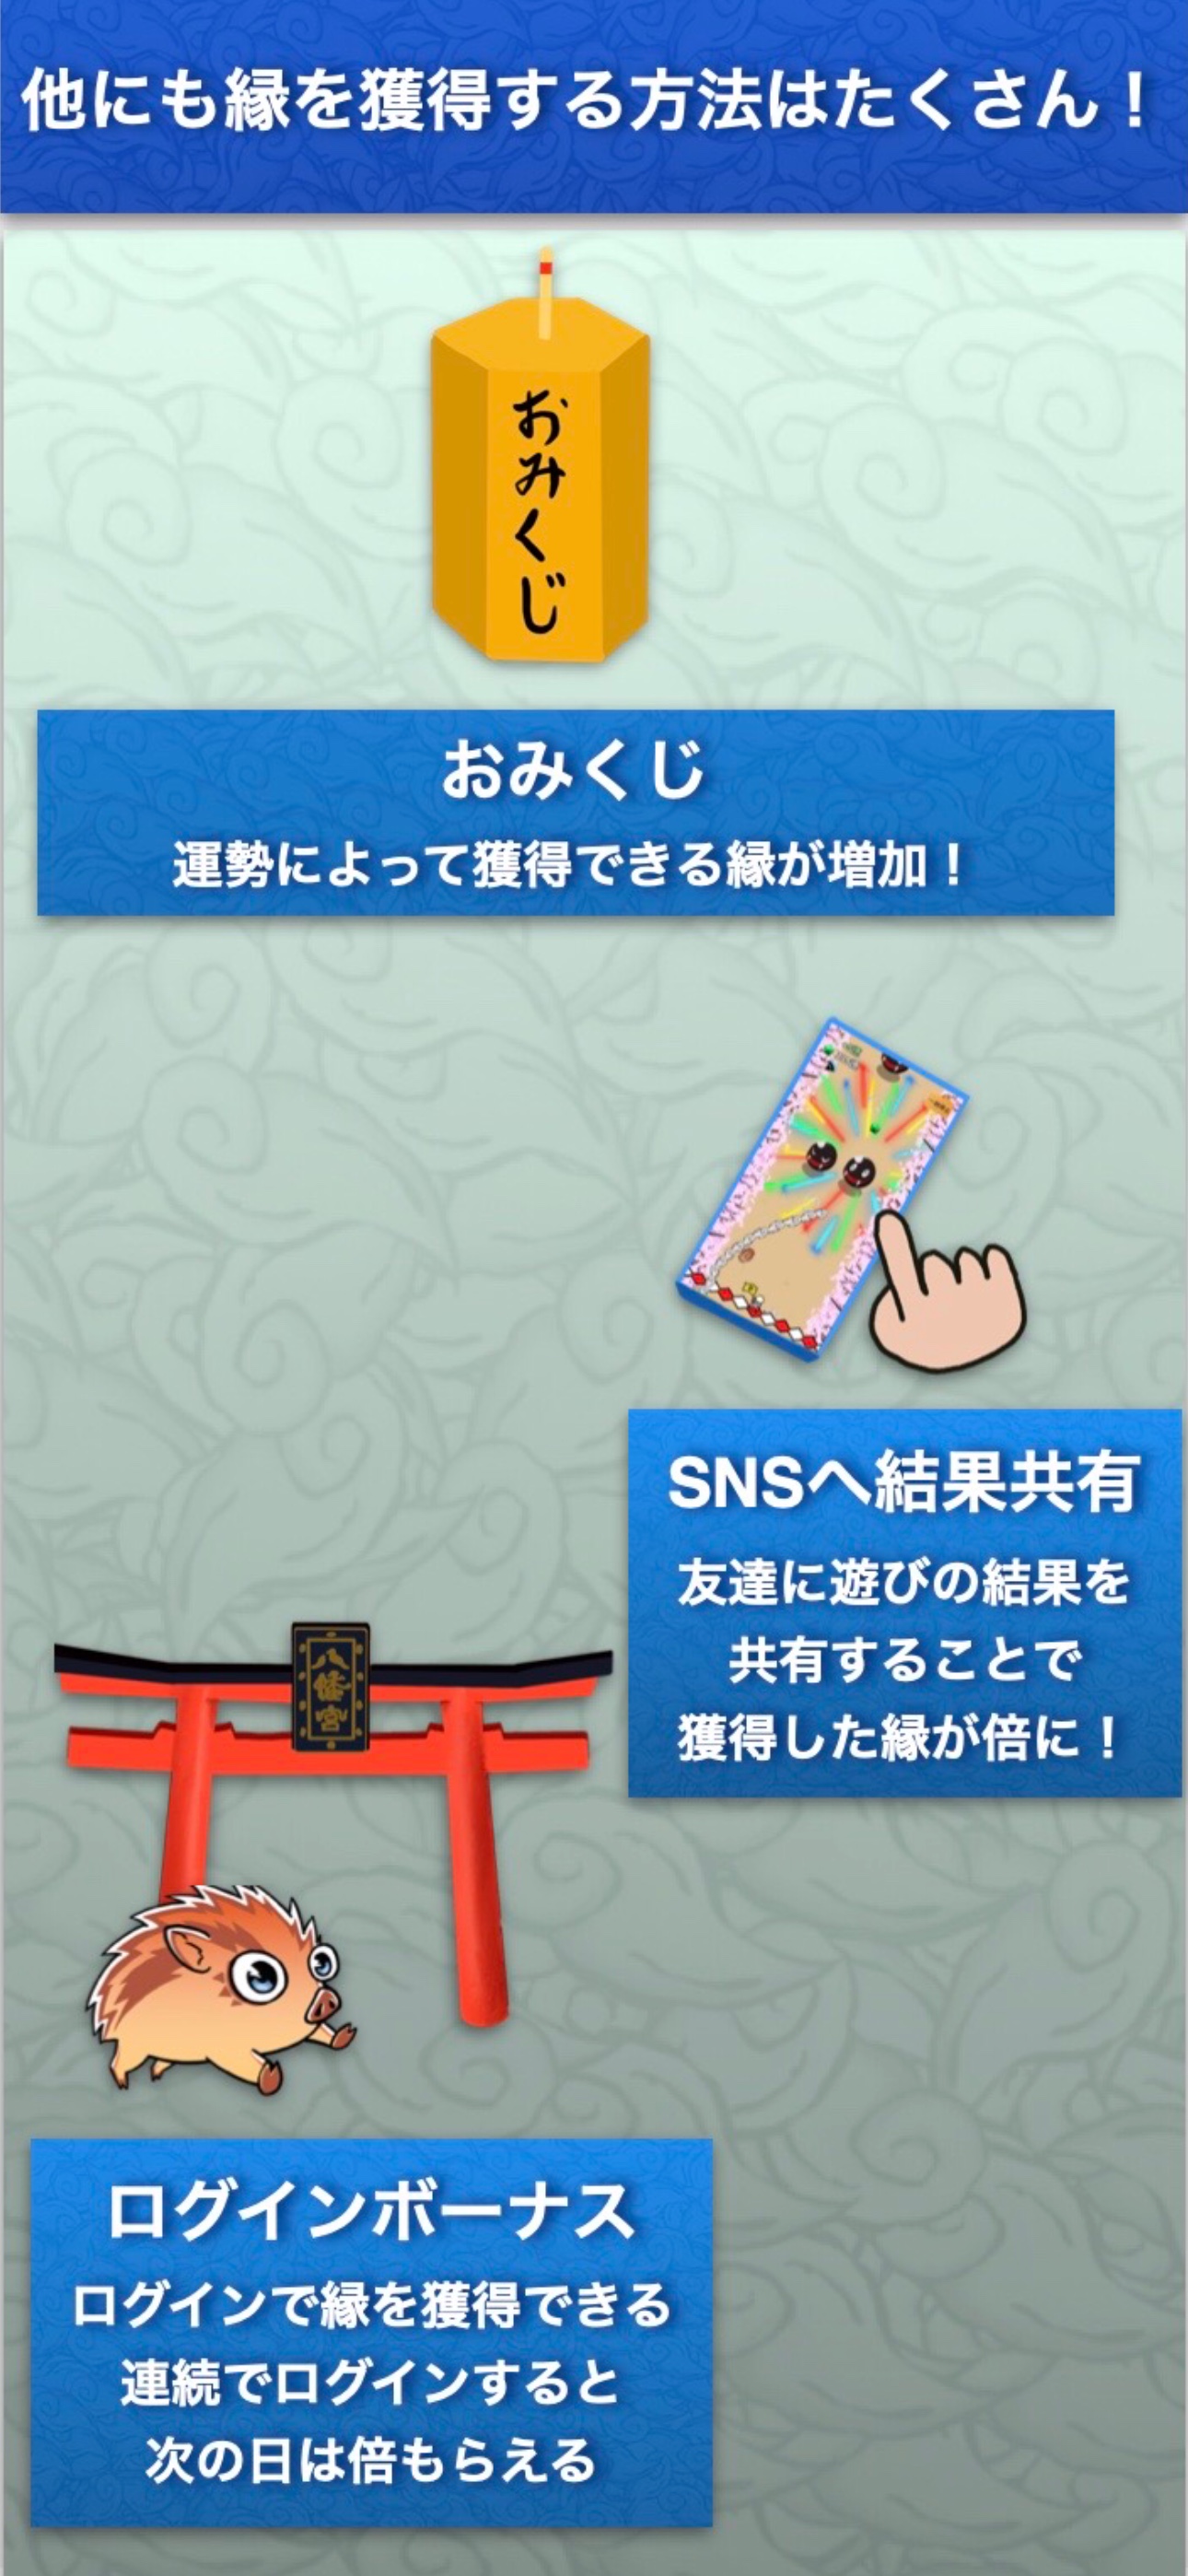 他にも縁を獲得する方法はたくさん！
おみくじ
おみくじ
運勢によって獲得できる縁が増加！
SNSへ結果共有
友達に遊びの結果を
共有することで
獲得した縁が倍に！
八幡宮
ログインボーナス
ログインで縁を獲得できる
連続でログインすると
次の日は倍もらえる